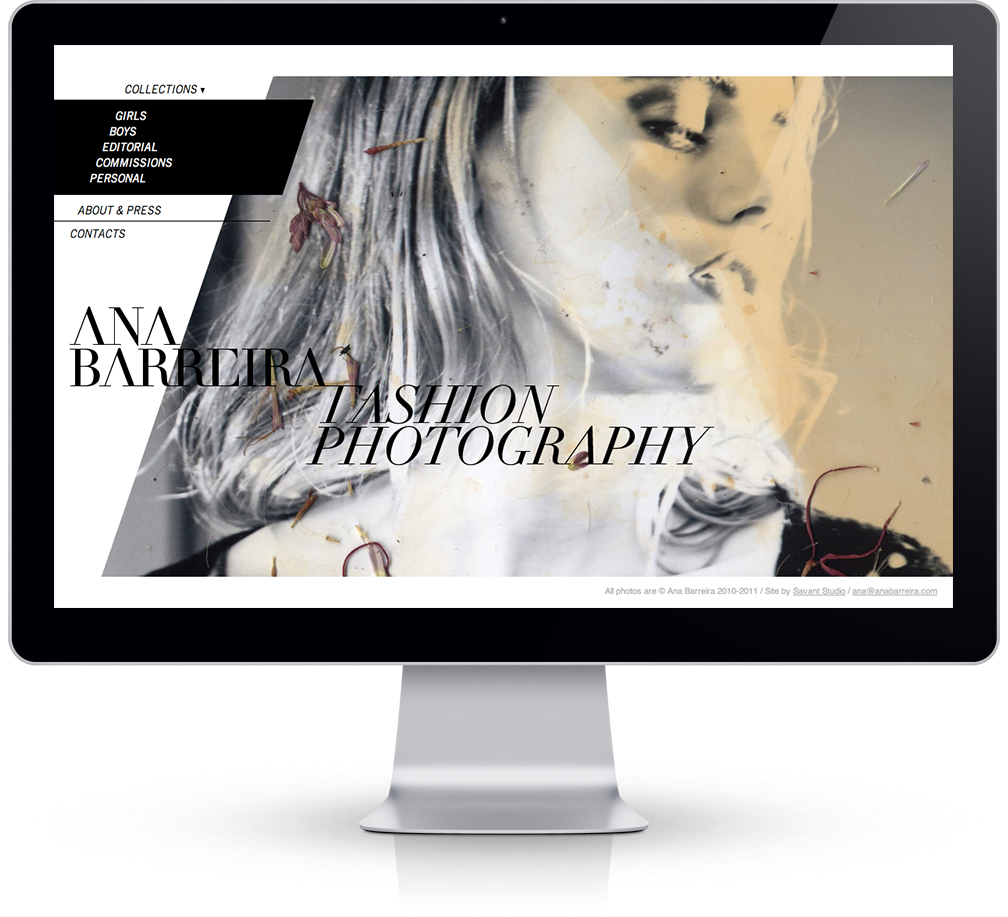 COLLECTIONS ▾
GIRLS
BOYS
EDITORIAL
COMMISSIONS
PERSONAL
ABOUT & PRESS
CONTACTS
ANA
BARREIRA
FASHION
PHOTOGRAPHY
All photos are © Ana Barreira 2010-2011 / Site by Savant Studio / ana@anabarreira.com